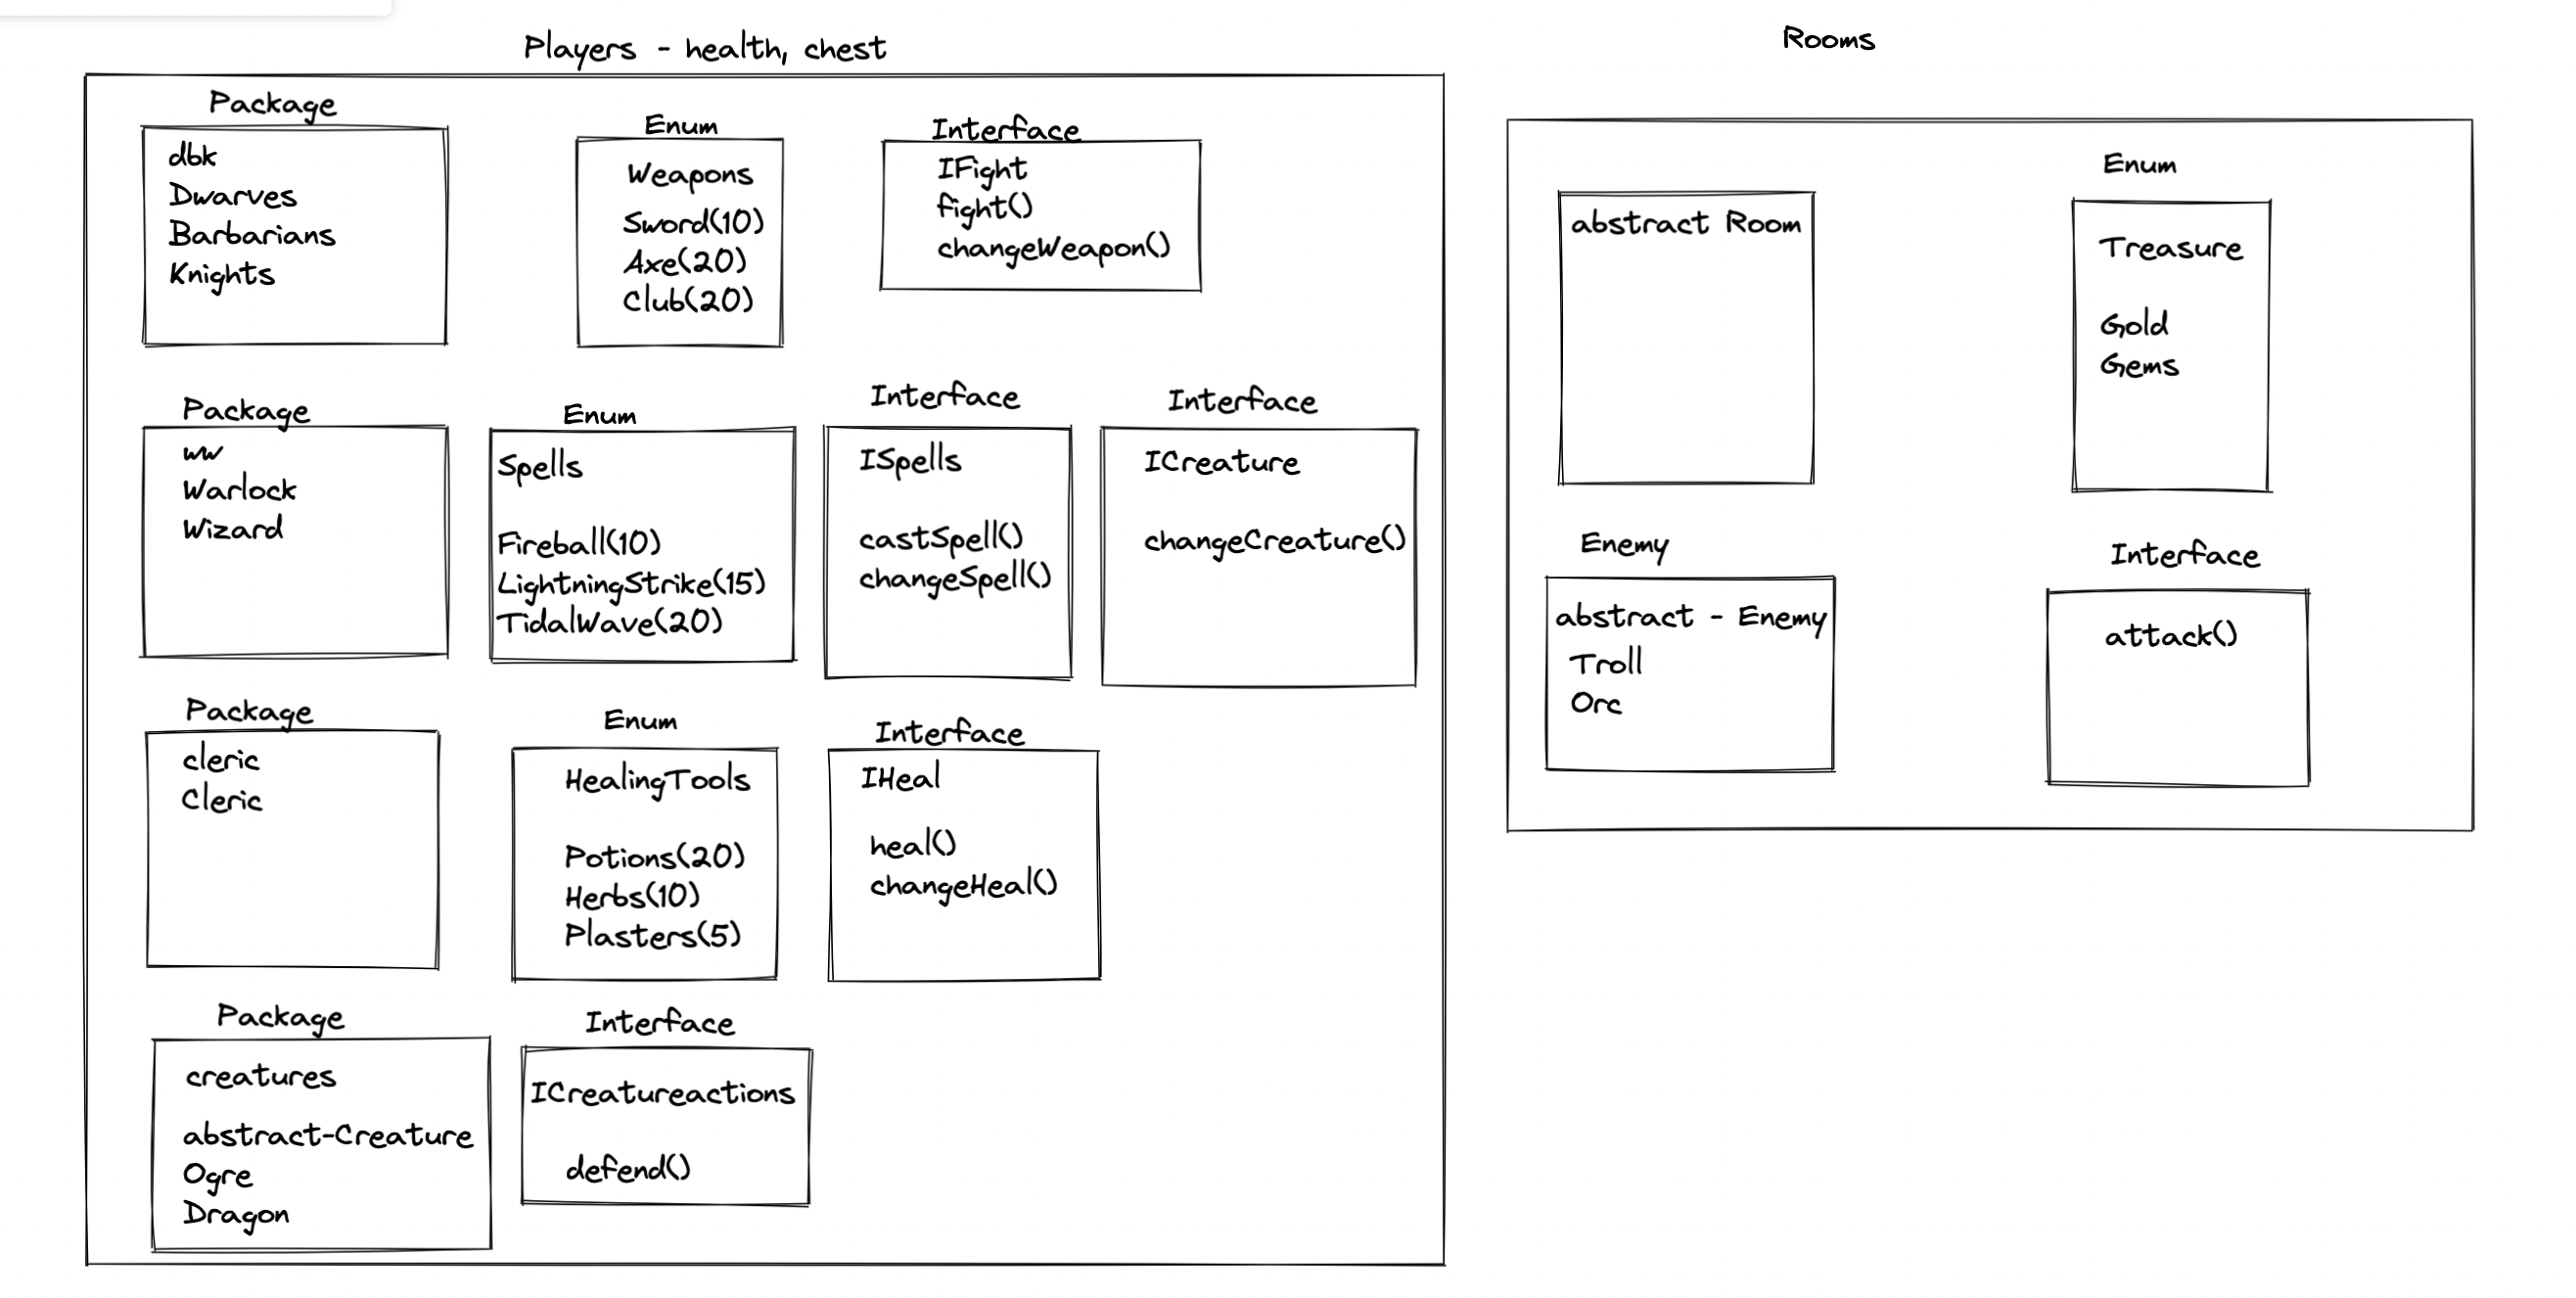 Players - health, chest
Package
dbk
Dwarves
Barbarians
Knights
Enum
Weapons
Sword(10)
Axe(20)
Club(20)
Interface
IFight
fight()
changeWeapon()
Package
ww
Warlock
Wizard
Enum
Spells
Fireball(10)
LightningStrike(15)
TidalWave(20)
Interface
ISpells
castSpell()
changeSpell()
Interface
ICreature
changeCreature()
Package
cleric
Cleric
Enum
HealingTools
Potions(20)
Herbs(10)
Plasters(5)
Interface
IHeal
heal()
changeHeal()
Package
creatures
abstract-Creature
Ogre
Dragon
Interface
ICreatureactions
defend()
Rooms
abstract Room
Enum
Treasure
Gold
Gems
Enemy
abstract - Enemy
Troll
Orc
Interface
attack()